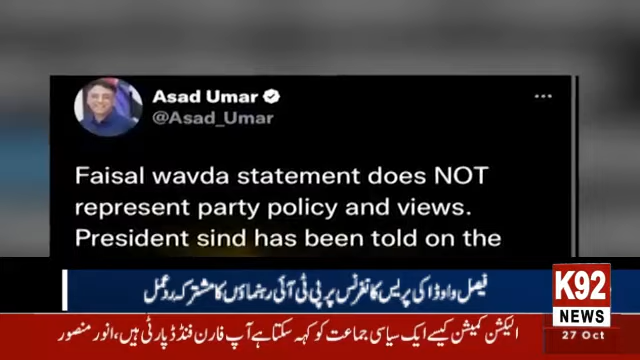 Asad Umar
@Asad_Umar
Faisal wavda statement does NOT
represent party policy and views.
President sind has been told on the
فیصل واوڈا کی پریس کانفرنس پر پی ٹی آئی رہنماؤں کا مشترکہ ردعمل
K92
NEWS
27 Oct
الیکشن کمیشن کیسے ایک سیاسی جماعت کو کہہ سکتا ہے آپ فارن فنڈڈ پارٹی ہیں، انور منصور